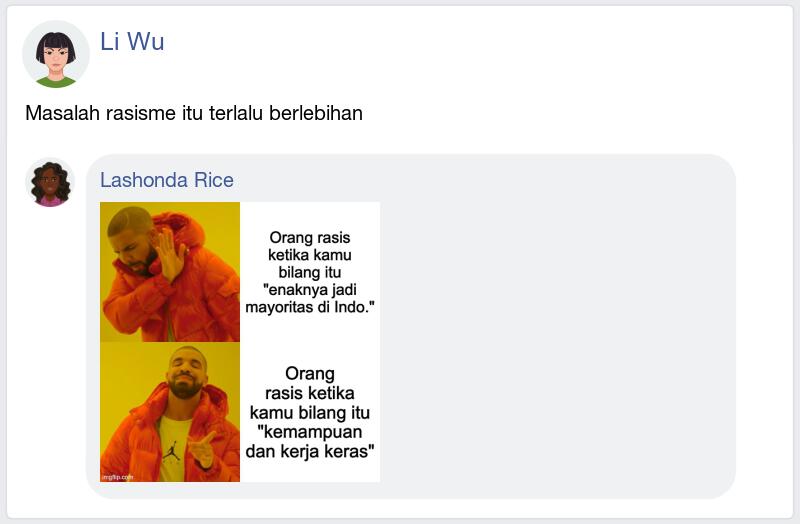 Li Wu
Masalah rasisme itu terlalu berlebihan
Lashonda Rice
Orang rasis
ketika kamu
bilang itu
"enaknya jadi
mayoritas di Indo."
Orang
rasis ketika
kamu bilang itu
"kemampuan
dan kerja keras"
imgflip.com